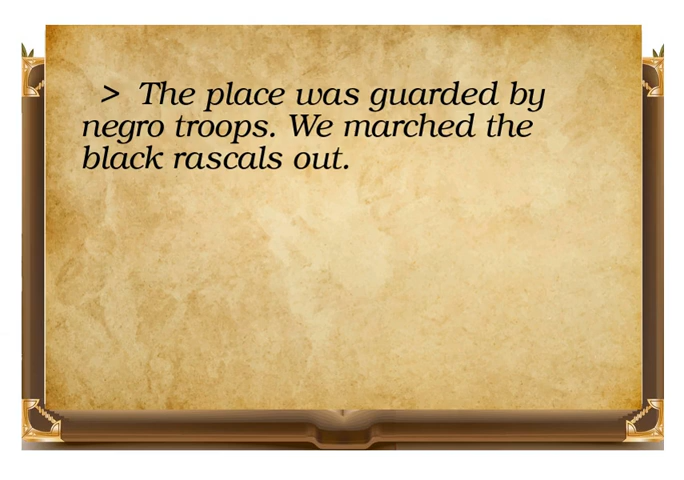 > The place was guarded by
negro troops. We marched the
black rascals out.